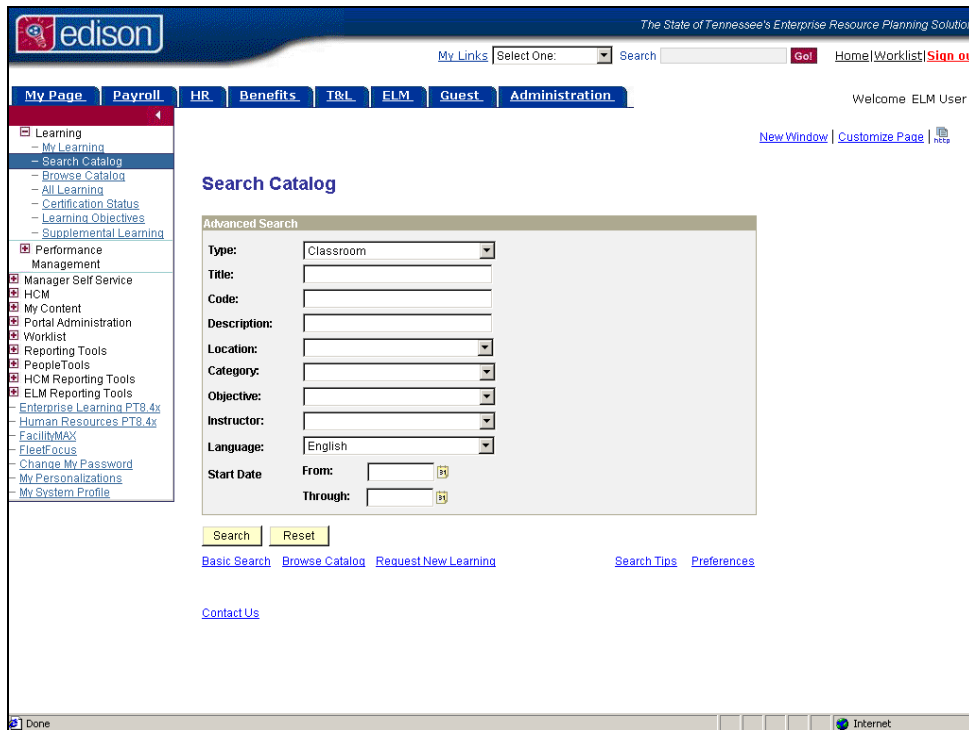 edison
The State of Tennessee's Enterprise Resource Planning Solution
My Links Select One: Search Go! Home|Worklist|Sign ou
My Page Payroll HR Benefits T&L ELM Guest Administration
Welcome ELM User
New Window | Customize Page | http
Learning
My Learning
Search Catalog
Browse Catalog
All Learning
Certification Status
Learning Objectives
Supplemental Learning
Performance
Management
Manager Self Service
HCM
My Content
Portal Administration
Worklist
Reporting Tools
PeopleTools
HCM Reporting Tools
ELM Reporting Tools
Enterprise Learning PT8.4x
Human Resources PT8.4x
FacilityMAX
FleetFocus
Change My Password
My Personalizations
My System Profile
Search Catalog
Advanced Search
Type: Classroom
Title:
Code:
Description:
Location:
Category:
Objective:
Instructor:
Language: English
Start Date From: 31
Through: 31
Search Reset
Basic Search Browse Catalog Request New Learning Search Tips Preferences
Contact Us
Done Internet